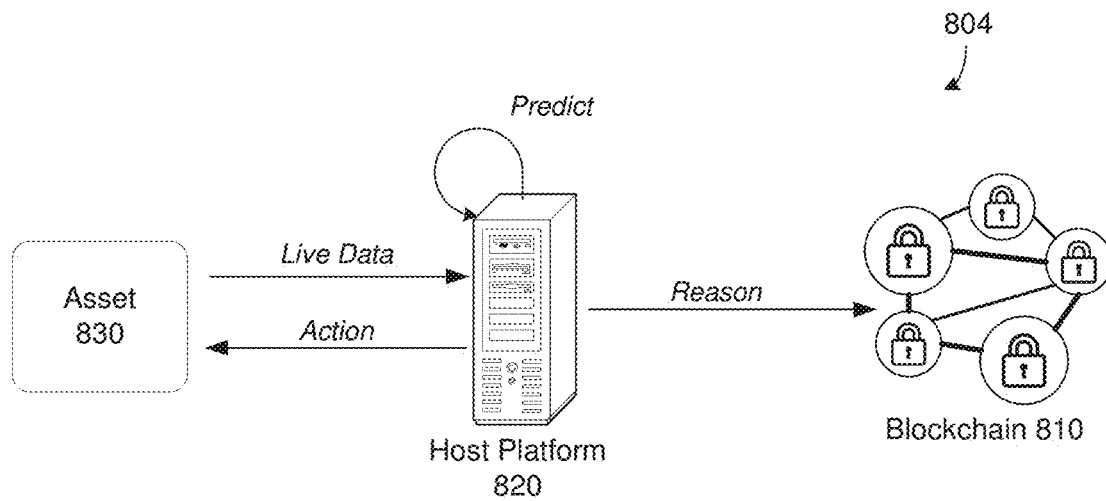 804
Predict
Live Data
Asset
830
Reason
Action
Blockchain 810
Host Platform
820